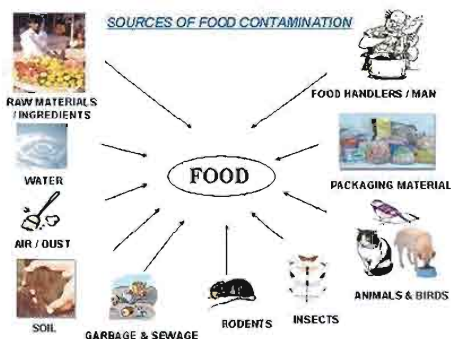 SOURCES OF FOOD CONTAMINATION
RAW MATERIALS
/ INGREDIENTS
FOOD HANDLERS / MAN
WATER
FOOD
PACKAGING MATERIAL
AIR / DUST
ANIMALS & BIRDS
SOIL
GARBAGE & SEWAGE
RODENTS
INSECTS